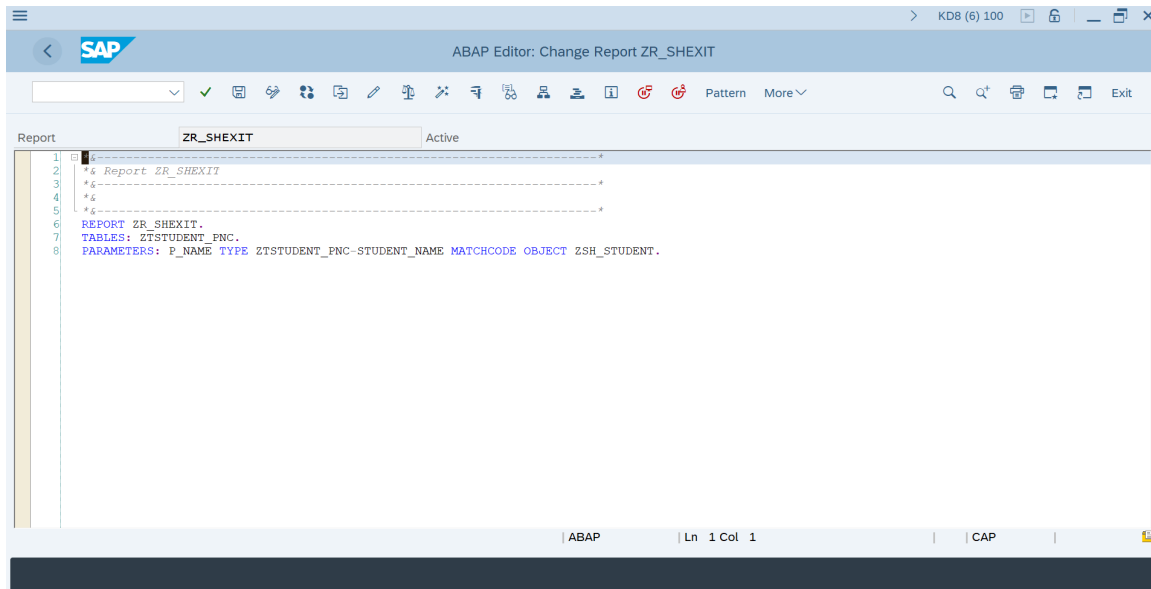 KD8 (6) 100
SAP
ABAP Editor: Change Report ZR_SHEXIT
Pattern More Exit
Report ZR_SHEXIT Active
1 *&---------------------------------------------------------------------*
2 *& Report ZR_SHEXIT
3 *&---------------------------------------------------------------------*
4 *&
5 *&---------------------------------------------------------------------*
6 REPORT ZR_SHEXIT.
7 TABLES: ZTSTUDENT_PNC.
8 PARAMETERS: P_NAME TYPE ZTSTUDENT_PNC-STUDENT_NAME MATCHCODE OBJECT ZSH_STUDENT.
ABAP Ln 1 Col 1 CAP